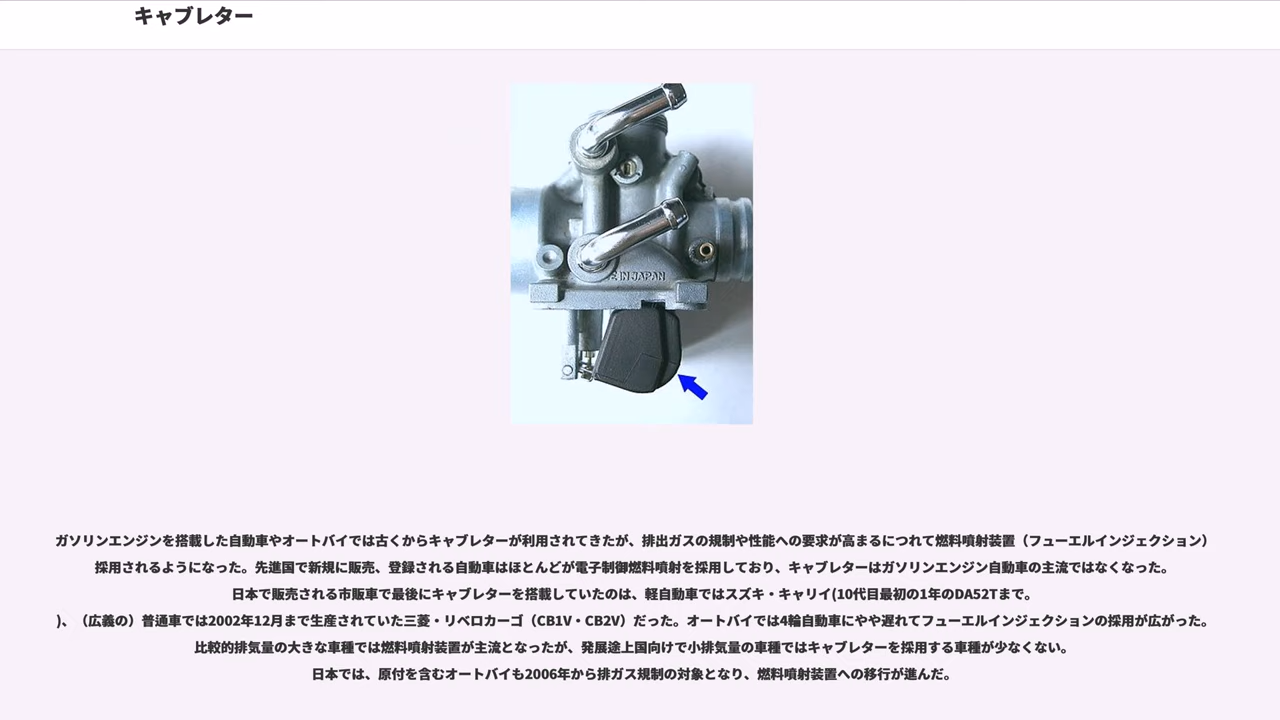 キャブレター
E IN JAPAN
ガソリンエンジンを搭載した自動車やオートバイでは古くからキャブレターが利用されてきたが、排出ガスの規制や性能への要求が高まるにつれて燃料噴射装置（フューエルインジェクション）
採用されるようになった。先進国で新規に販売、登録される自動車はほとんどが電子制御燃料噴射を採用しており、キャブレターはガソリンエンジン自動車の主流ではなくなった。
日本で販売される市販車で最後にキャブレターを搭載していたのは、軽自動車ではスズキ・キャリイ(10代目最初の1年のDA52Tまで。
)、（広義の）普通車では2002年12月まで生産されていた三菱・リベロカーゴ（CB1V・CB2V）だった。オートバイでは4輪自動車にやや遅れてフューエルインジェクションの採用が広がった。
比較的排気量の大きな車種では燃料噴射装置が主流となったが、発展途上国向けで小排気量の車種ではキャブレターを採用する車種が少なくない。
日本では、原付を含むオートバイも2006年から排ガス規制の対象となり、燃料噴射装置への移行が進んだ。